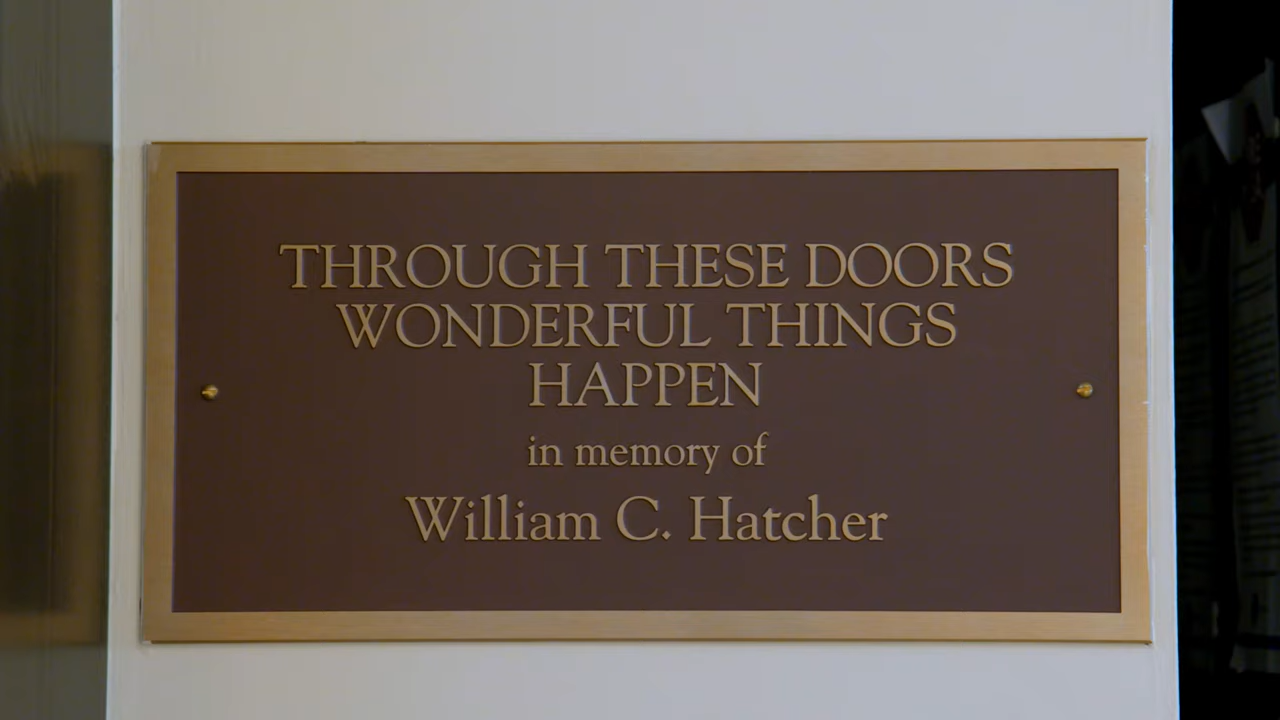 THROUGH THESE DOORS
WONDERFUL THINGS
HAPPEN
in memory of
William C. Hatcher